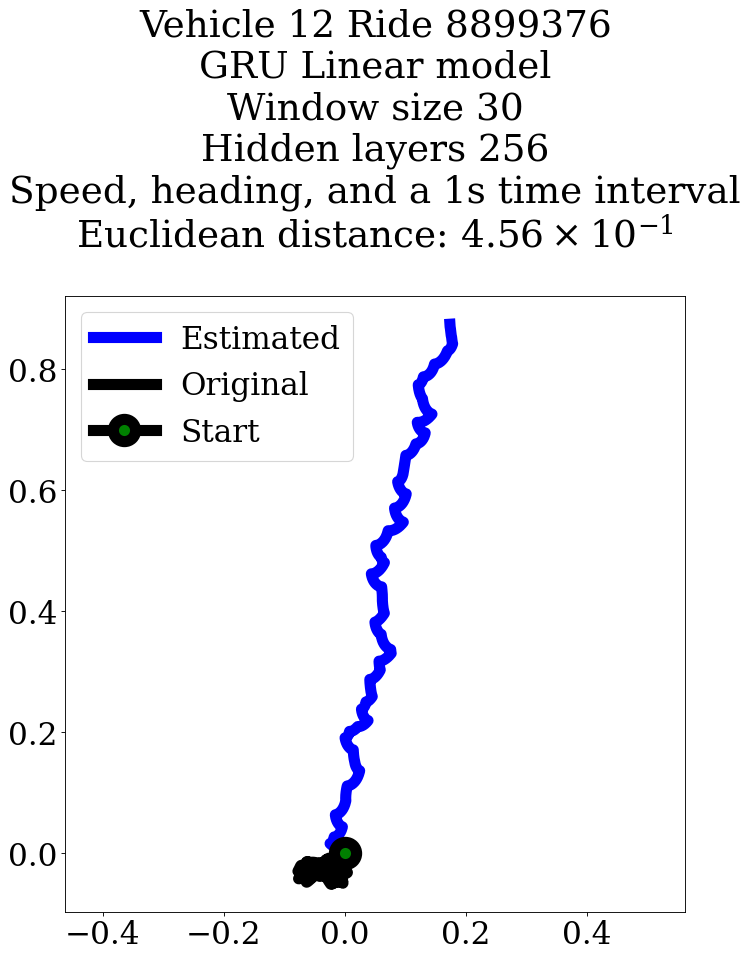 Vehicle 12 Ride 8899376
GRU Linear model
Window size 30
Hidden layers 256
Speed, heading, and a 1s time interval
Euclidean distance: 4.56 × 10⁻¹
Estimated
Original
Start
0.8
0.6
0.4
0.2
0.0
−0.4
−0.2
0.0
0.2
0.4